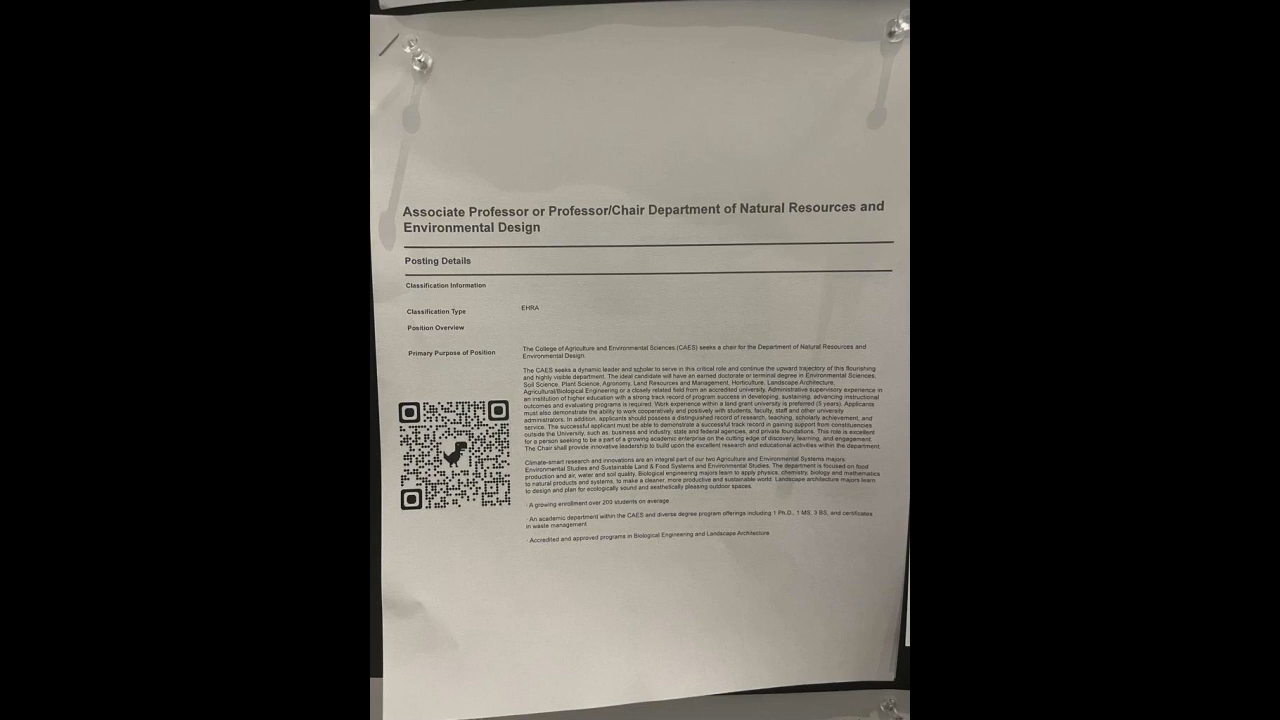 Associate Professor or Professor/Chair Department of Natural Resources and
Environmental Design
Posting Details
Classification Information
Classification Type
EHRA
Position Overview
Primary Purpose of Position
The College of Agriculture and Environmental Sciences (CAES) seeks a chair for the Department of Natural Resources and
Environmental Design.
The CAES seeks a dynamic leader and scholar to serve in this critical role and continue the upward trajectory of this flourishing
and highly visible department. The ideal candidate will have an earned doctorate or terminal degree in Environmental Sciences,
Soil Science, Plant Science, Agronomy, Land Resources and Management, Horticulture, Landscape Architecture,
Agricultural/Biological Engineering or a closely related field from an accredited university. Administrative supervisory experience in
an institution of higher education with a strong track record of program success in developing, sustaining, advancing instructional
outcomes and evaluating programs is required. Work experience within a land grant university is preferred (5 years). Applicants
must also demonstrate the ability to work cooperatively and positively with students, faculty, staff and other university
administrators. In addition, applicants should possess a distinguished record of research, teaching, scholarly achievement, and
service. The successful applicant must be able to demonstrate a successful track record in gaining support from constituencies
outside the University, such as, business and industry, state and federal agencies, and private foundations. This role is excellent
for a person seeking to be a part of a growing academic enterprise on the cutting edge of discovery, learning, and engagement.
The Chair shall provide innovative leadership to build upon the excellent research and educational activities within the department.
Climate-smart research and innovations are an integral part of our two Agriculture and Environmental Systems majors:
Environmental Studies and Sustainable Land & Food Systems and Environmental Studies. The department is focused on food
production and air, water and soil quality. Biological engineering majors learn to apply physics, chemistry, biology and mathematics
to natural products and systems, to make a cleaner, more productive and sustainable world. Landscape architecture majors learn
to design and plan for ecologically sound and aesthetically pleasing outdoor spaces.
· A growing enrollment over 200 students on average
· An academic department within the CAES and diverse degree program offerings including 1 Ph.D., 1 MS, 3 BS, and certificates
in waste management
· Accredited and approved programs in Biological Engineering and Landscape Architecture